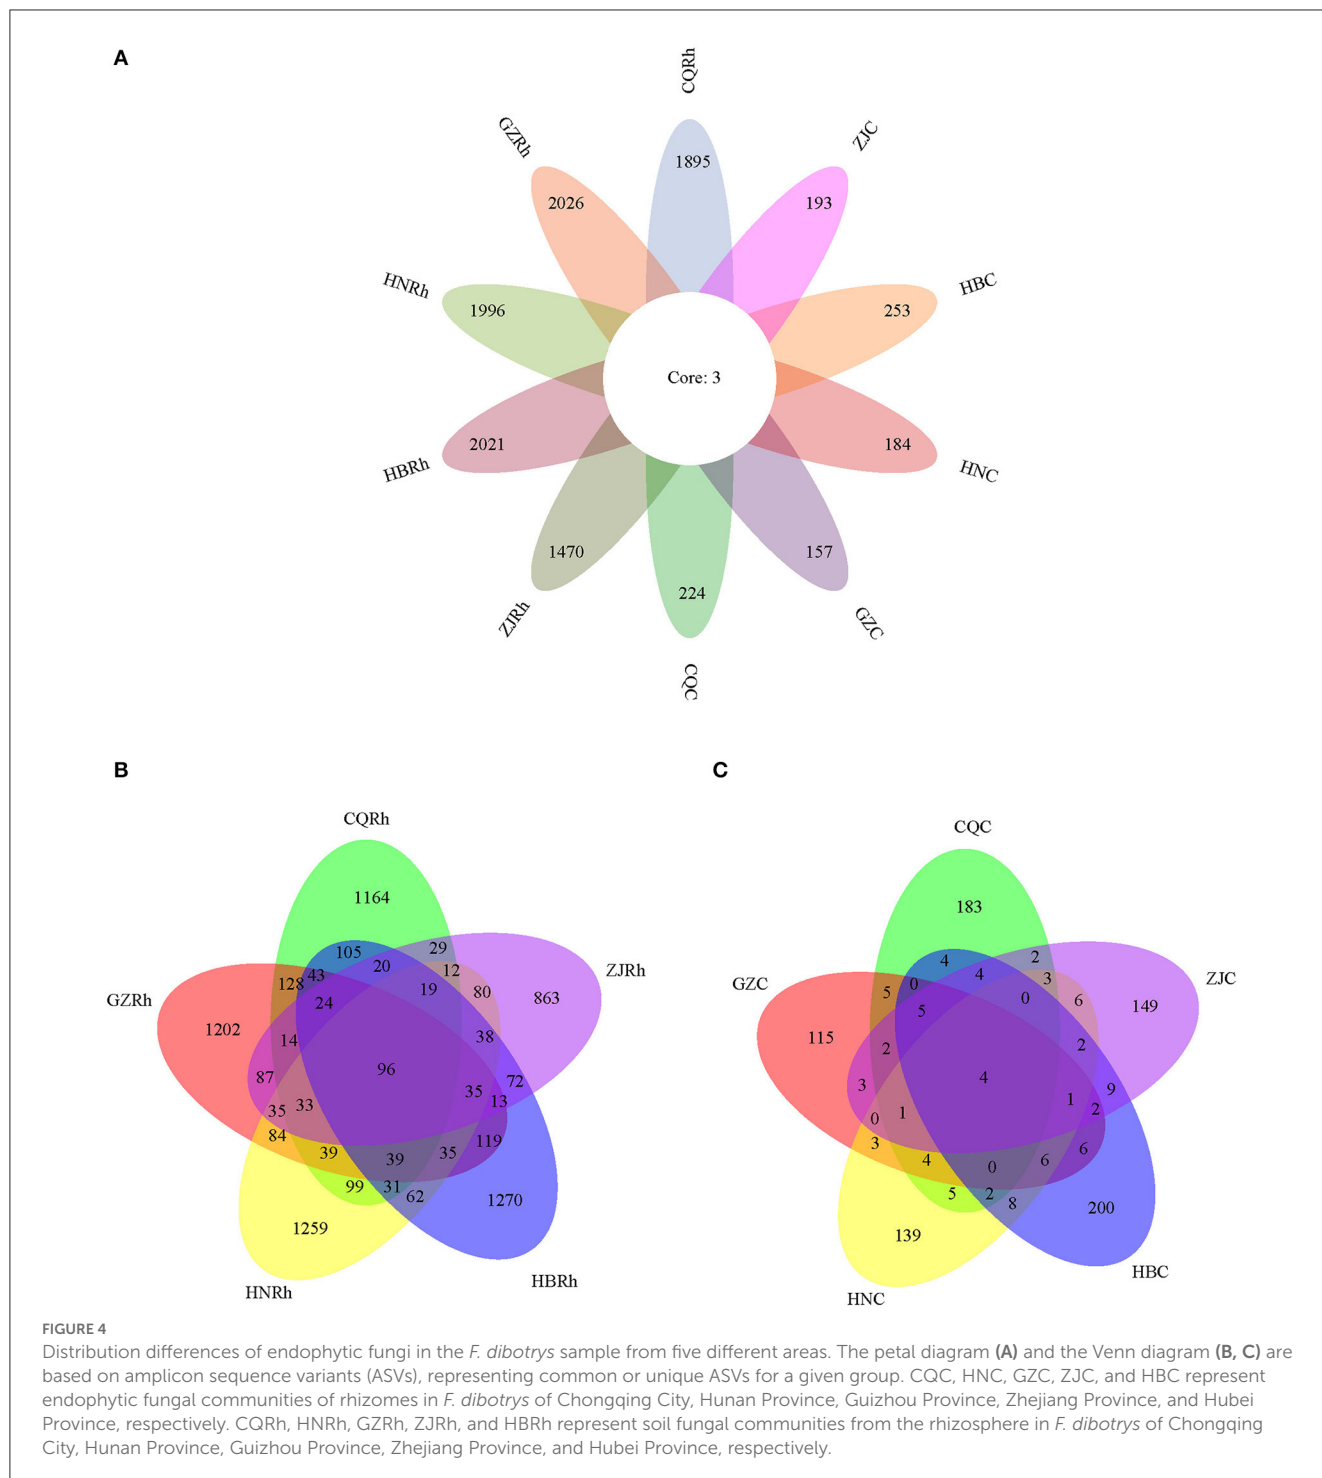 A
CQRh
GZRh
ZJC
1895
2026
193
HNRh
HBC
1996
253
Core: 3
2021
184
HBRh
HNC
1470
157
224
ZJRh
GZC
CQC
B
C
CQRh
1164
29
105
20
12
43
128
19
80
24
ZJRh
863
GZRh
1202
14
38
96
87
72
35
13
35
33
84
119
39
39
35
99
31
62
1270
1259
HBRh
HNRh
CQC
183
2
4
4
3
0
5
0
6
5
ZJC
149
GZC
115
2
2
4
3
9
1
2
0
1
3
6
4
0
6
5
2
8
200
139
HBC
HNC
FIGURE 4
Distribution differences of endophytic fungi in the F. dibotrys sample from five different areas. The petal diagram (A) and the Venn diagram (B, C) are
based on amplicon sequence variants (ASVs), representing common or unique ASVs for a given group. CQC, HNC, GZC, ZJC, and HBC represent
endophytic fungal communities of rhizomes in F. dibotrys of Chongqing City, Hunan Province, Guizhou Province, Zhejiang Province, and Hubei
Province, respectively. CQRh, HNRh, GZRh, ZJRh, and HBRh represent soil fungal communities from the rhizosphere in F. dibotrys of Chongqing
City, Hunan Province, Guizhou Province, Zhejiang Province, and Hubei Province, respectively.